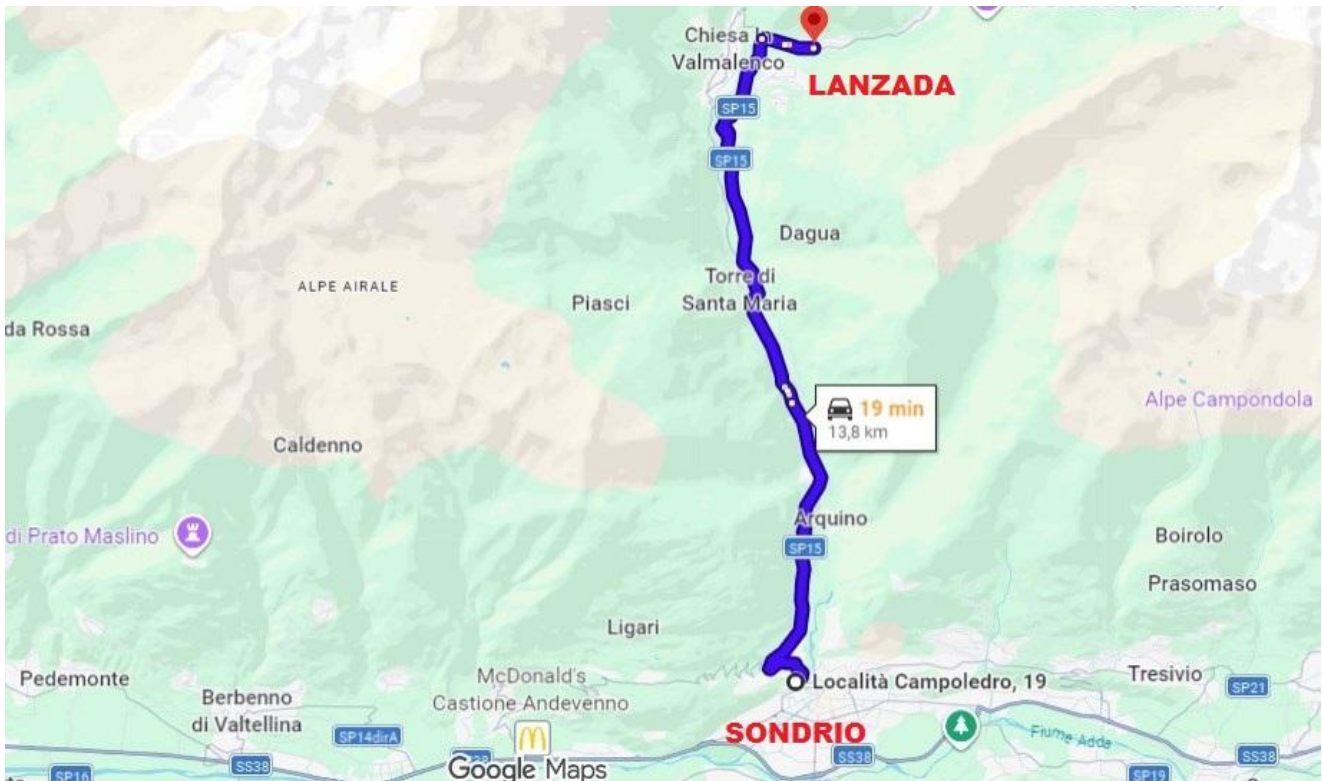 Chiesa in
Valmalenco
LANZADA
SP15
SP15
Dagua
ALPE AIRALE
Torre di
Santa Maria
Piasci
da Rossa
19 min
13,8 km
Alpe Campondola
Caldenno
Arquino
di Prato Maslino
SP15
Boirolo
Prasomaso
Ligari
Pedemonte
McDonald's
Castione Andevenno
Località Campoledro, 19
Tresivio
SP21
Berbenno
di Valtellina
SONDRIO
SP14dirA
Fiume Adda
SS38
SS38
38
SS38
Google Maps
SP16
SP19